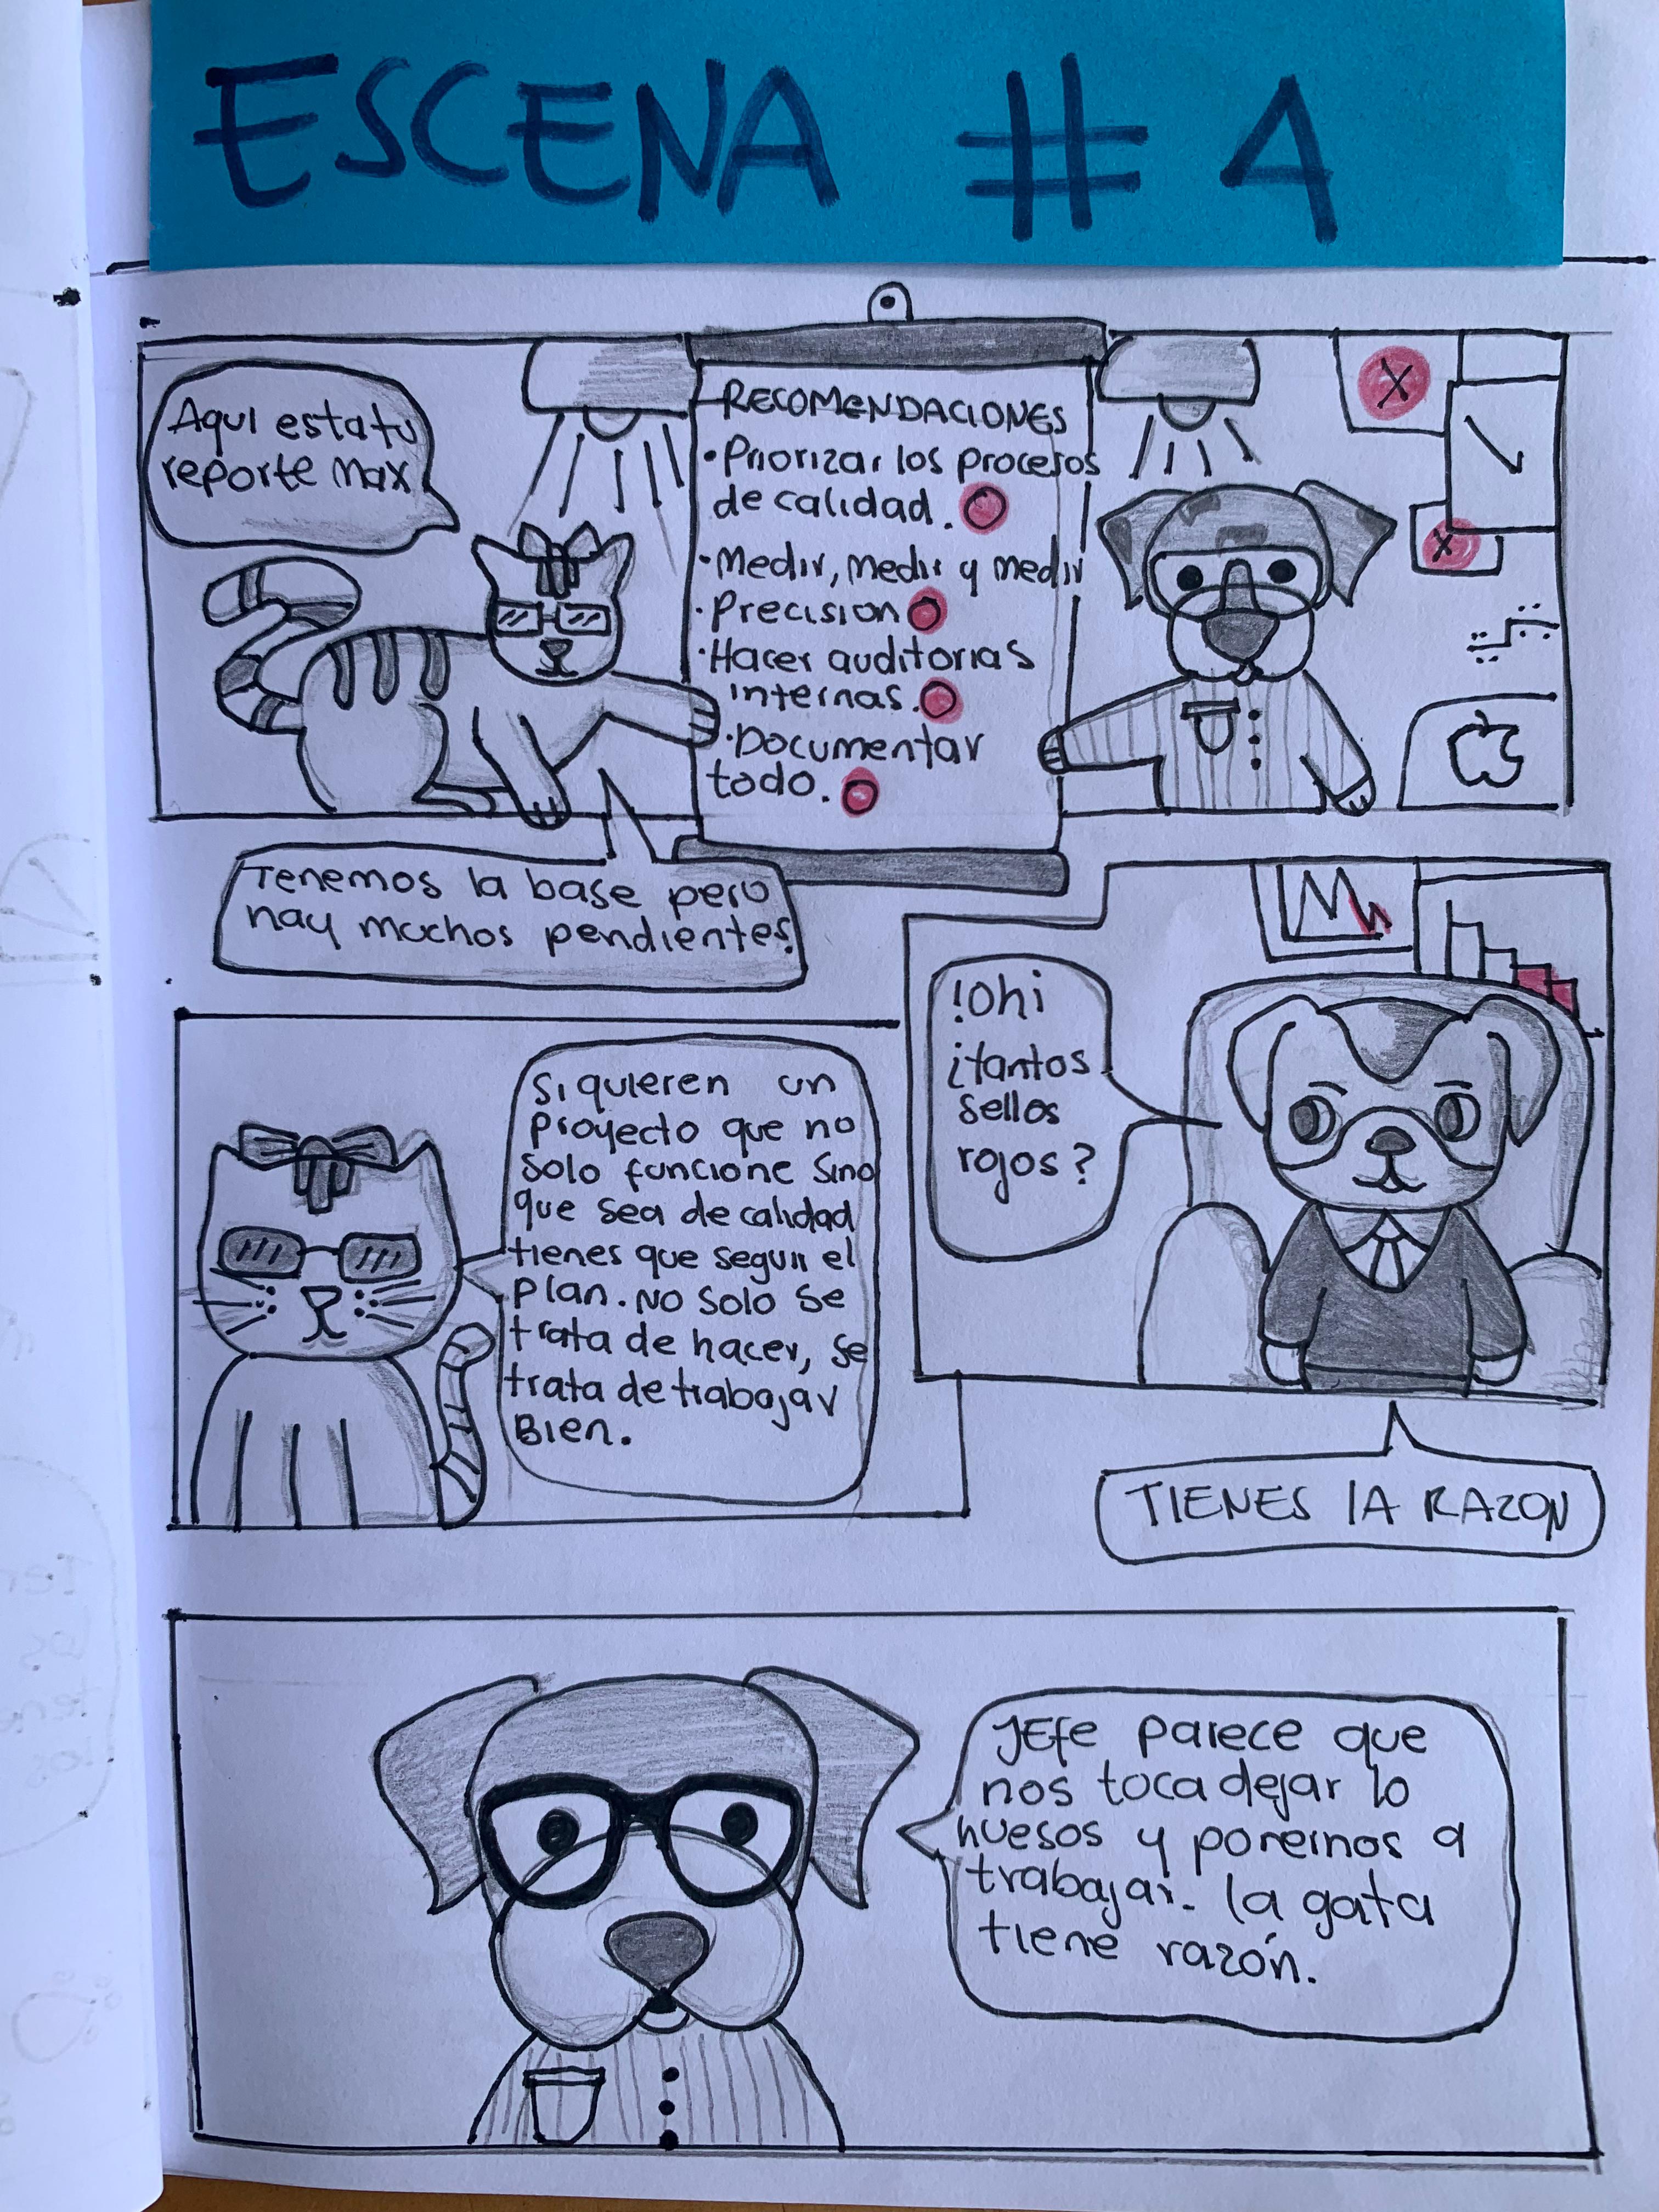 ESCENA # 4
Aqui esta tu
reporte Max
RECOMENDACIONES
• Priorizar los procesos
de calidad.
• Medir, medir y medir
• Precision
• Hacer auditorias
internas.
• Documentar
todo.
Tenemos la base pero
hay muchos pendientes.
!Ohi
¡tantos
sellos
rojos?
Si quieren un
proyecto que no
solo funcione sino
que sea de calidad
tienes que seguir el
plan. No solo se
trata de hacer, se
trata de trabajar
Bien.
TIENES lA RAZON
JEfe parece que
nos toca dejar lo
huesos y ponernos a
trabajar. la gata
tiene razón.